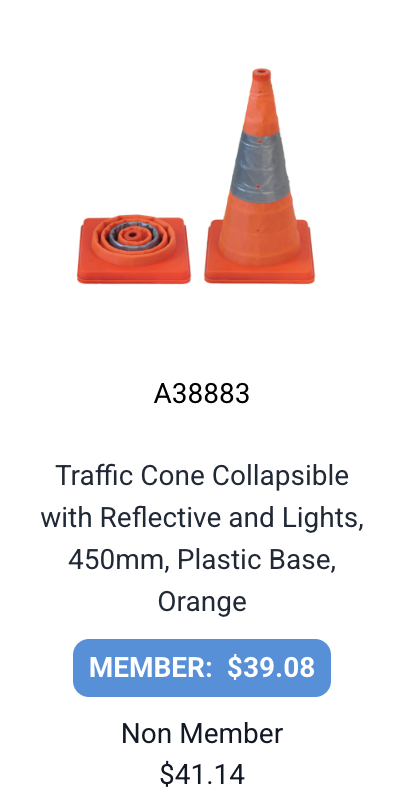 A38883
Traffic Cone Collapsible
with Reflective and Lights,
450mm, Plastic Base,
Orange
MEMBER: $39.08
Non Member
$41.14